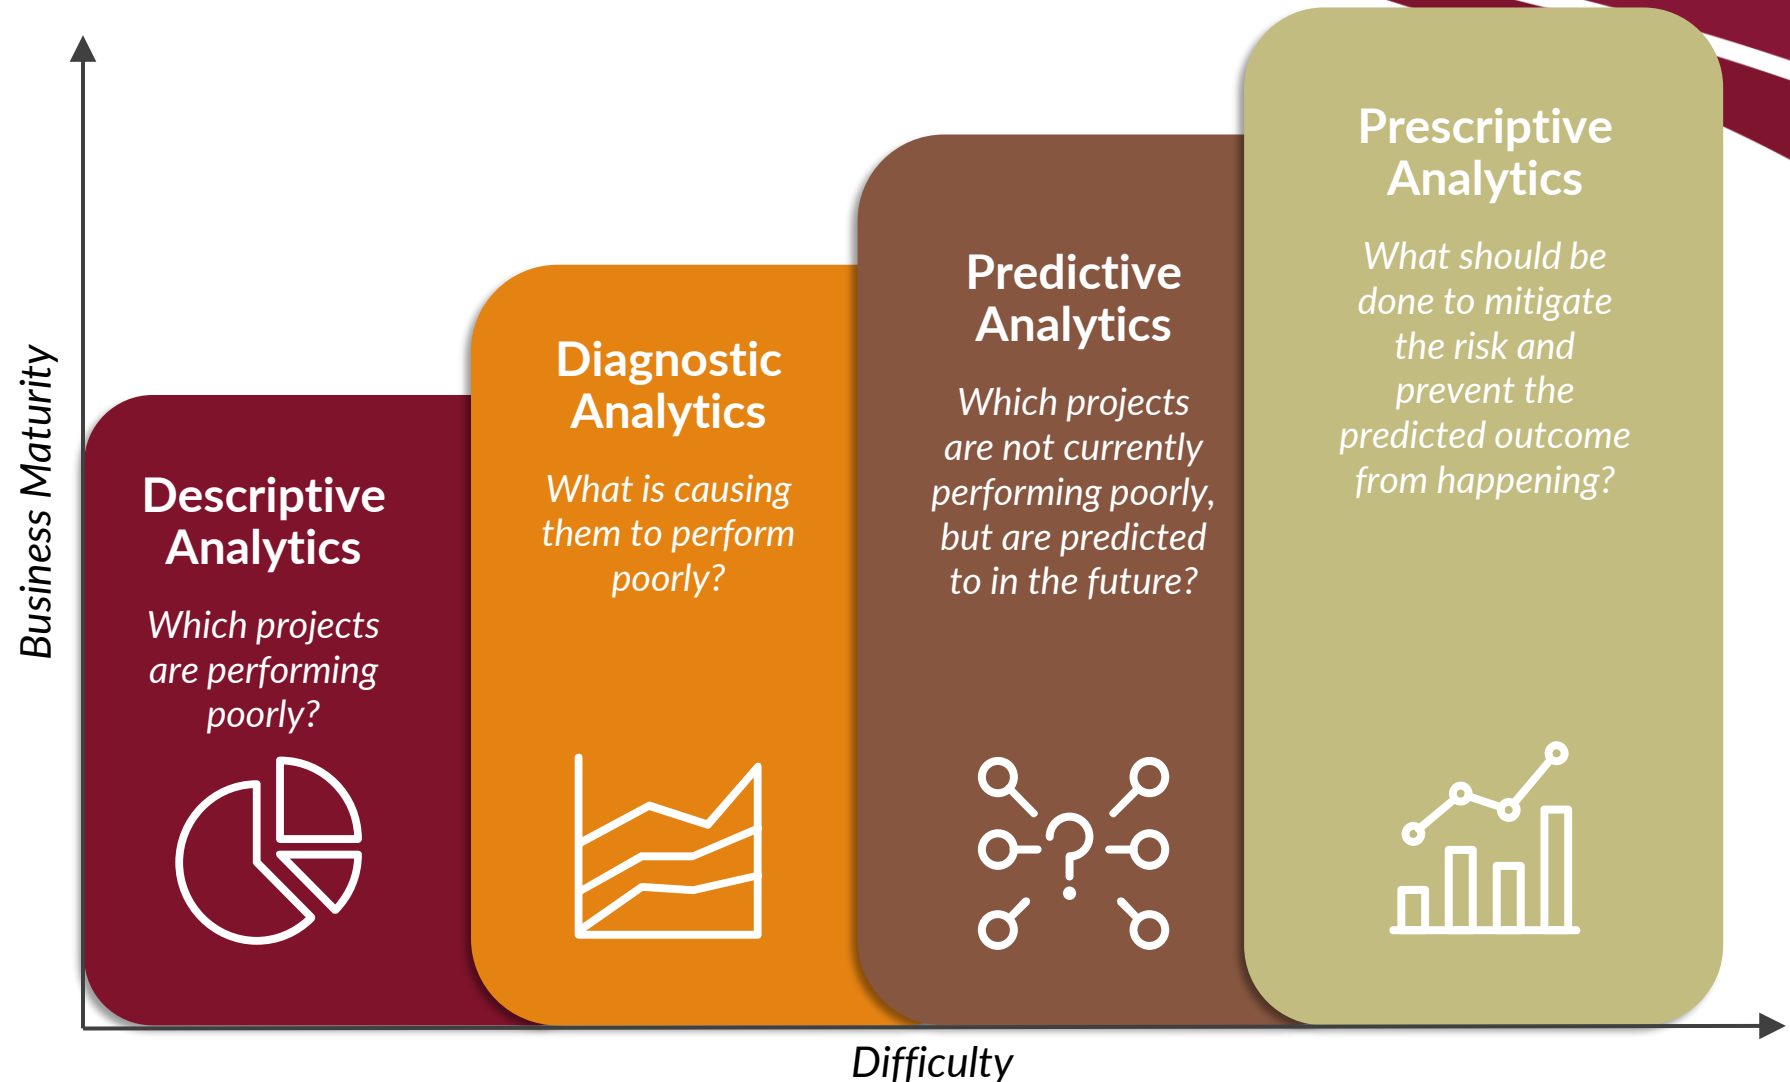 Business Maturity
Descriptive
Analytics
Which projects
are performing
poorly?
Diagnostic
Analytics
What is causing
them to perform
poorly?
Predictive
Analytics
Which projects
are not currently
performing poorly,
but are predicted
to in the future?
Prescriptive
Analytics
What should be
done to mitigate
the risk and
prevent the
predicted outcome
from happening?
?
Difficulty